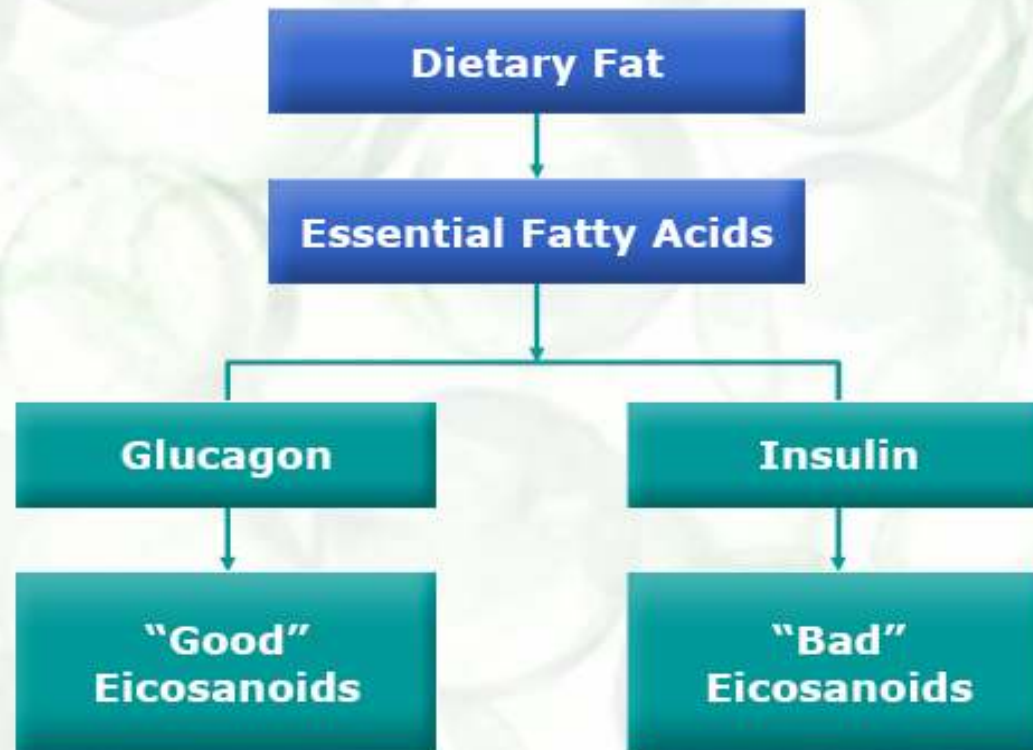 Dietary Fat
Essential Fatty Acids
Glucagon
Insulin
“Good”
Eicosanoids
“Bad”
Eicosanoids